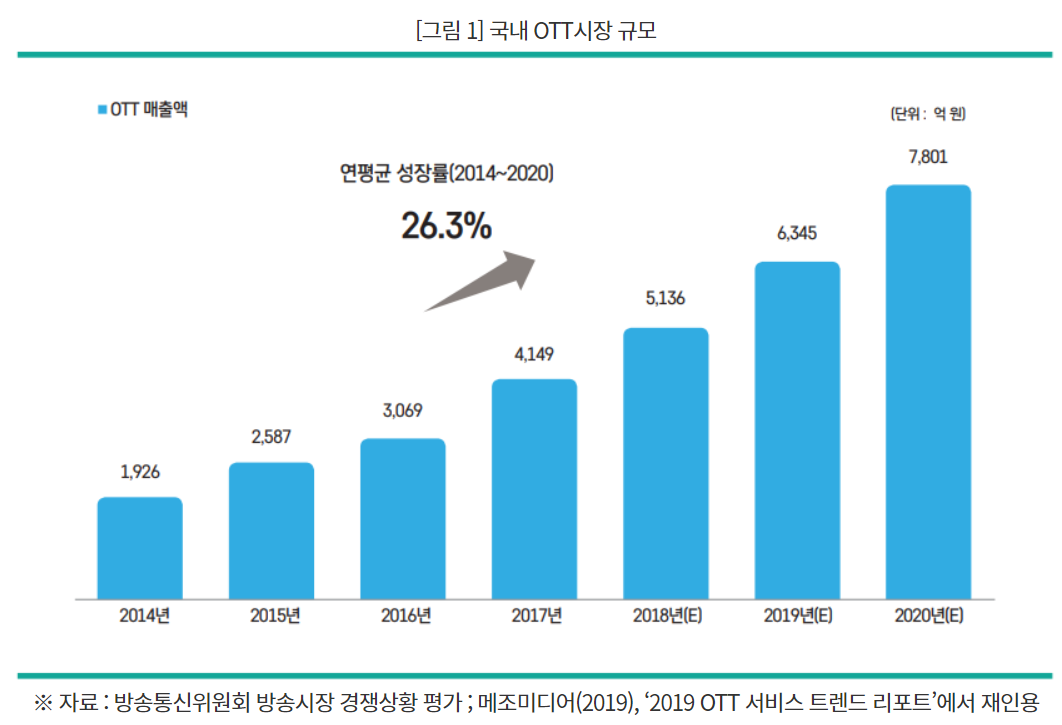 [그림 1] 국내 OTT시장 규모
OTT 매출액
(단위 : 억 원)
연평균 성장률(2014~2020)
26.3%
1,926
2,587
3,069
4,149
5,136
6,345
7,801
2014년
2015년
2016년
2017년
2018년(E)
2019년(E)
2020년(E)
※ 자료 : 방송통신위원회 방송시장 경쟁상황 평가 ; 메조미디어(2019), ‘2019 OTT 서비스 트렌드 리포트’에서 재인용